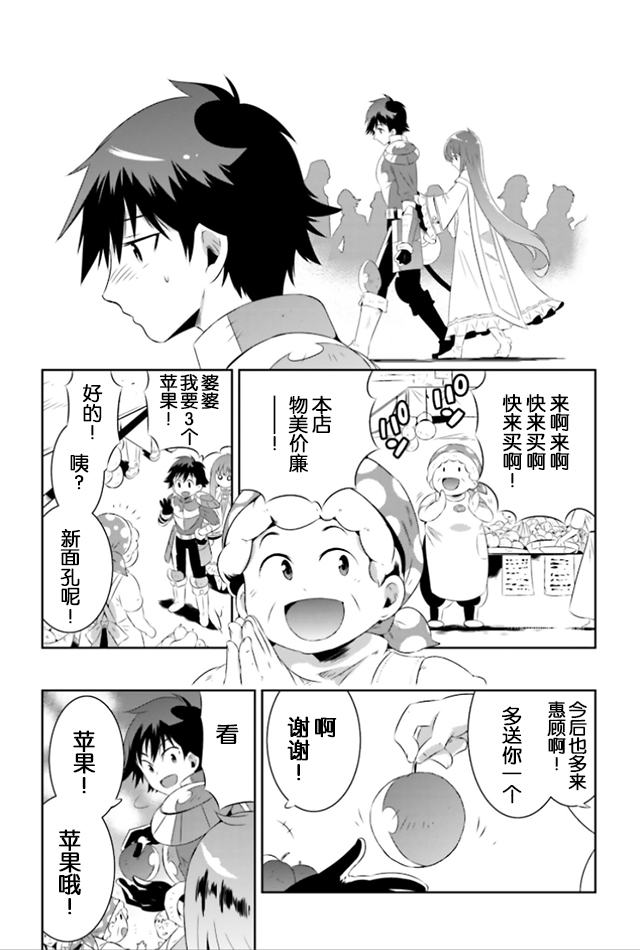 来啊来啊
快来买啊
快来买啊！
本店
物美价廉
——！
婆婆
我要3个
苹果！
好的！
咦？
新面孔呢！
今后也多来
惠顾啊！
多送你一个
啊
谢谢！
看
苹果！
苹果哦！